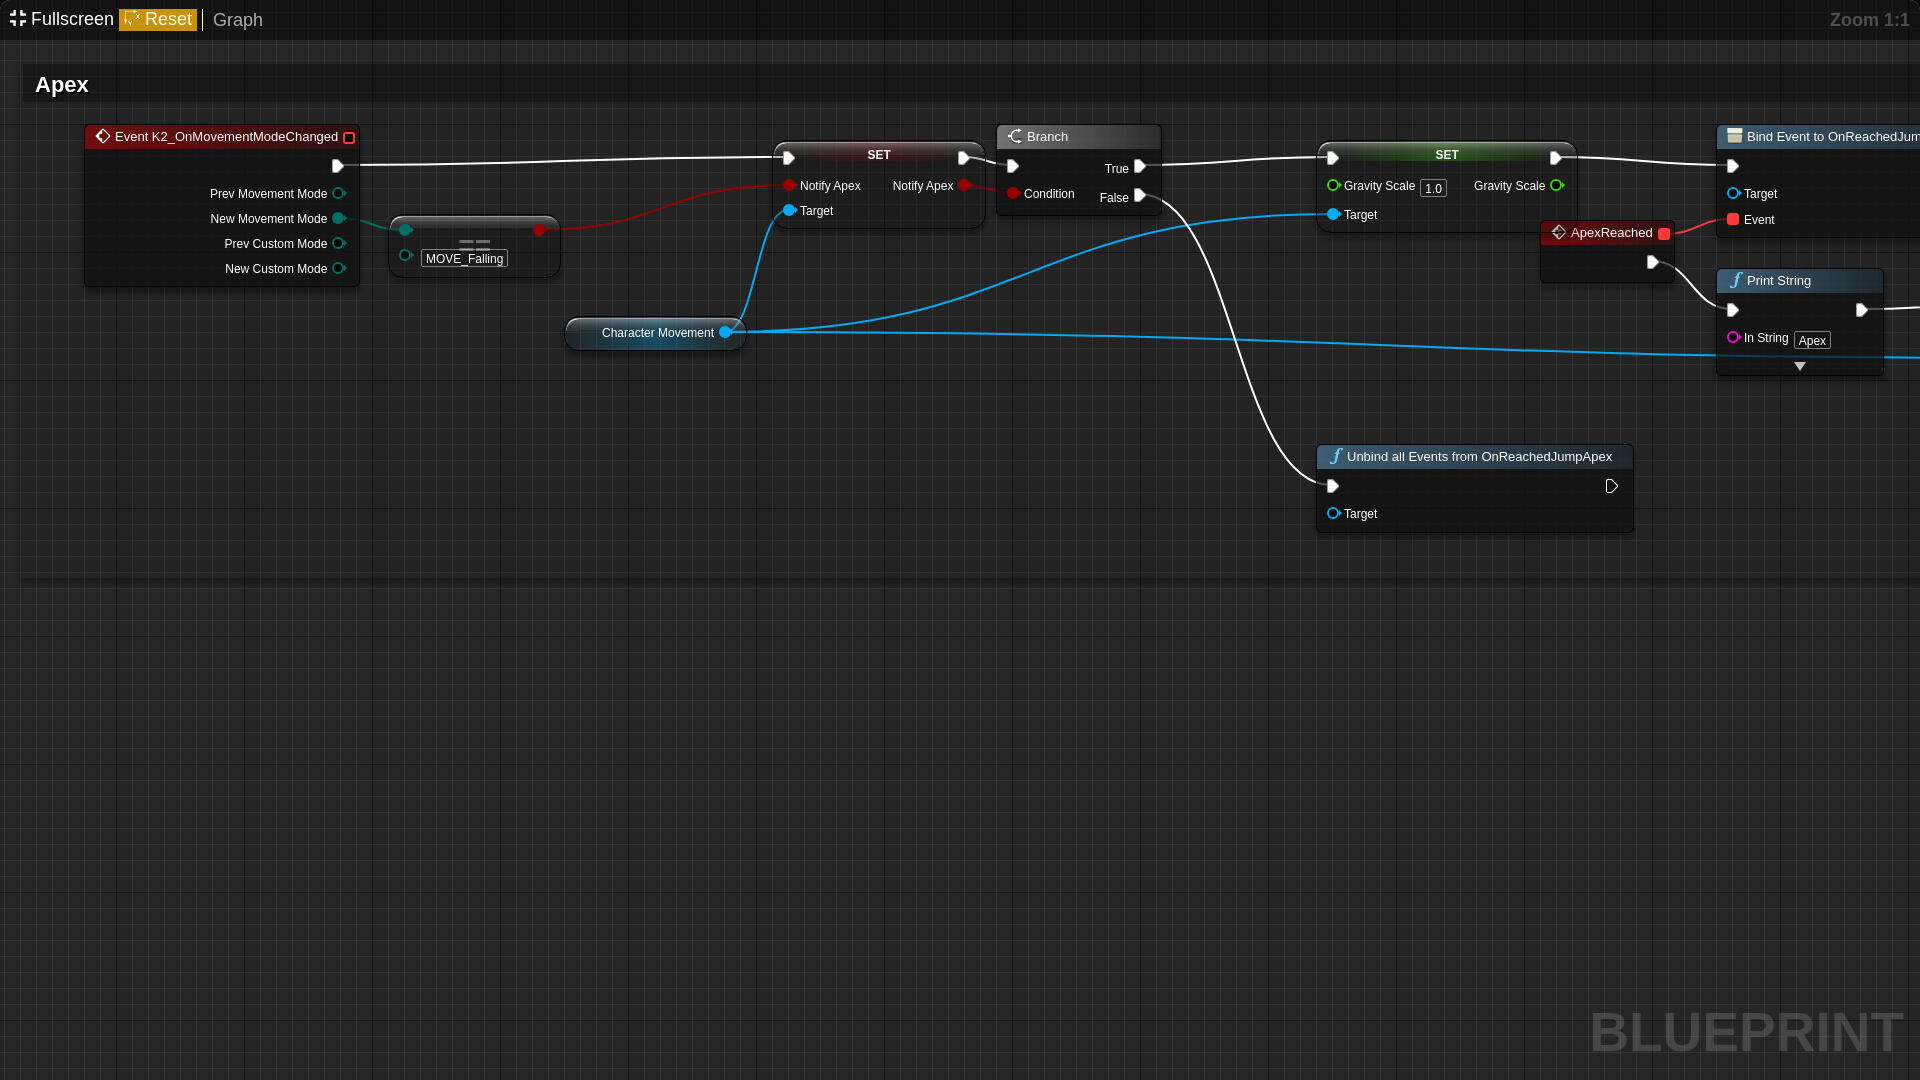 Fullscreen Reset Graph Zoom 1:1
Apex
Event K2_OnMovementModeChanged
Prev Movement Mode
New Movement Mode
Prev Custom Mode
New Custom Mode
==
MOVE_Falling
Character Movement
SET
Notify Apex Notify Apex
Target
Branch
True
Condition
False
SET
Gravity Scale 1.0 Gravity Scale
Target
ApexReached
Bind Event to OnReachedJum
Target
Event
Print String
In String Apex
Unbind all Events from OnReachedJumpApex
Target
BLUEPRINT